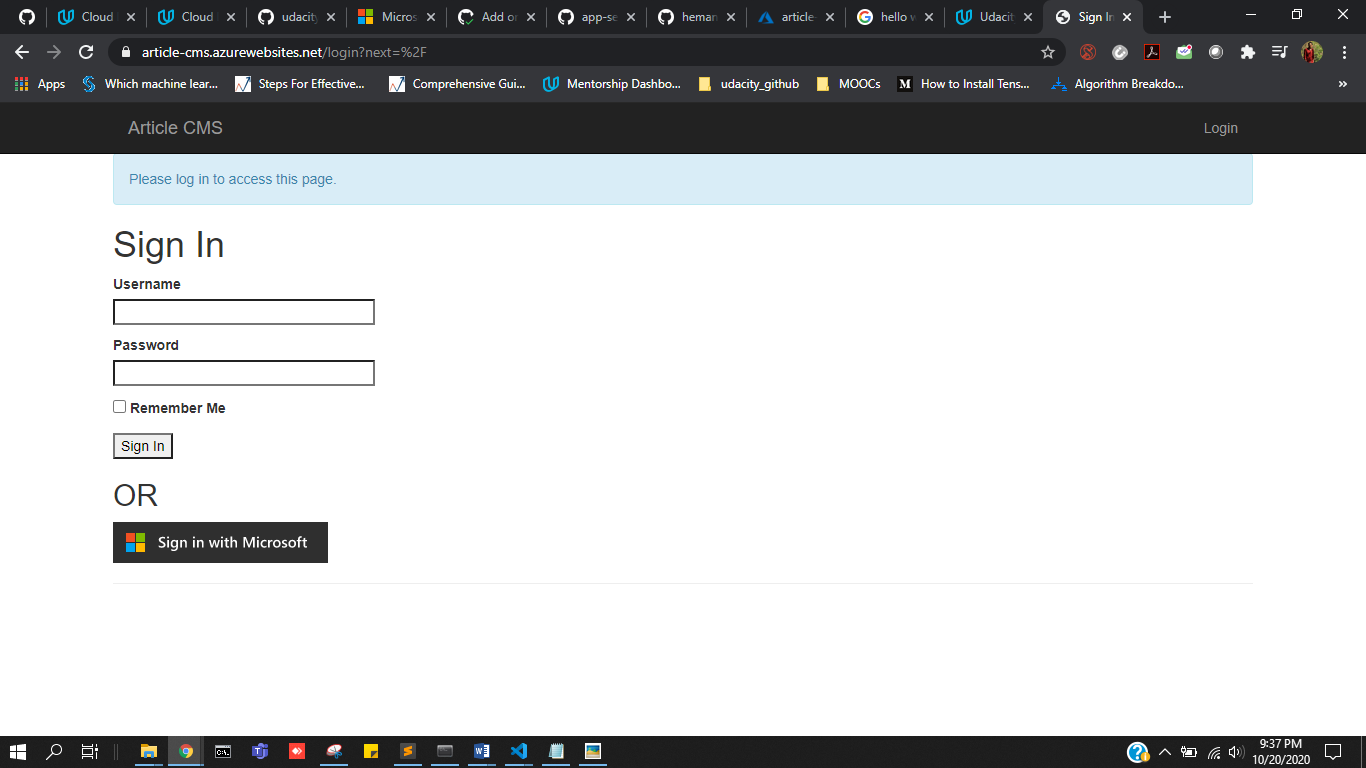 Cloud
Cloud
udacity
Micros
Add or
app-se
heman
article-
hello w
Udacit
Sign In
article-cms.azurewebsites.net/login?next=%2F
Apps
Which machine lear...
Steps For Effective...
Comprehensive Gui...
Mentorship Dashbo...
udacity_github
MOOCs
M
How to Install Tens...
Algorithm Breakdo...
»
Article CMS
Login
Please log in to access this page.
Sign In
Username
Password
Remember Me
Sign In
OR
Sign in with Microsoft
9:37 PM
10/20/2020